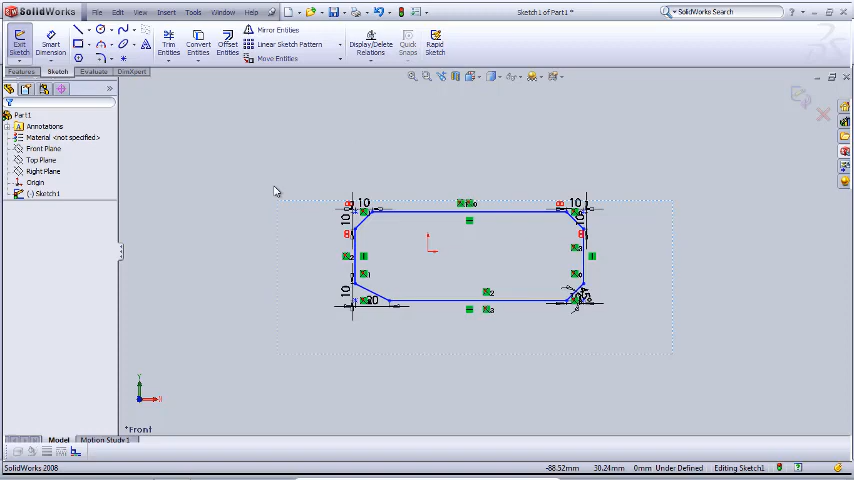 SolidWorks
File Edit View Insert Tools Window Help
Sketch1 of Part1 *
SolidWorks Search
Exit Sketch
Smart Dimension
Trim Entities
Convert Entities
Offset Entities
Mirror Entities
Linear Sketch Pattern
Move Entities
Display/Delete Relations
Quick Snaps
Rapid Sketch
Features Sketch Evaluate DimXpert
Part1
Annotations
Material <not specified>
Front Plane
Top Plane
Right Plane
Origin
(-) Sketch1
10
10
10
10
10
20
45°
Y
X
*Front
Model Motion Study 1
SolidWorks 2008
-88.52mm 30.24mm 0mm Under Defined Editing Sketch1